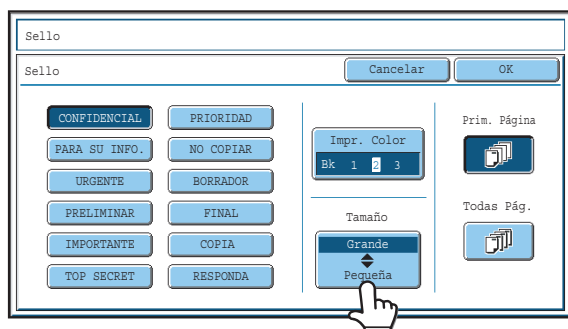 Sello
Sello
Cancelar
OK
CONFIDENCIAL
PRIORIDAD
PARA SU INFO.
NO COPIAR
URGENTE
BORRADOR
PRELIMINAR
FINAL
IMPORTANTE
COPIA
TOP SECRET
RESPONDA
Impr. Color
Bk 1 2 3
Tamaño
Grande
Pequeña
Prim. Página
Todas Pág.